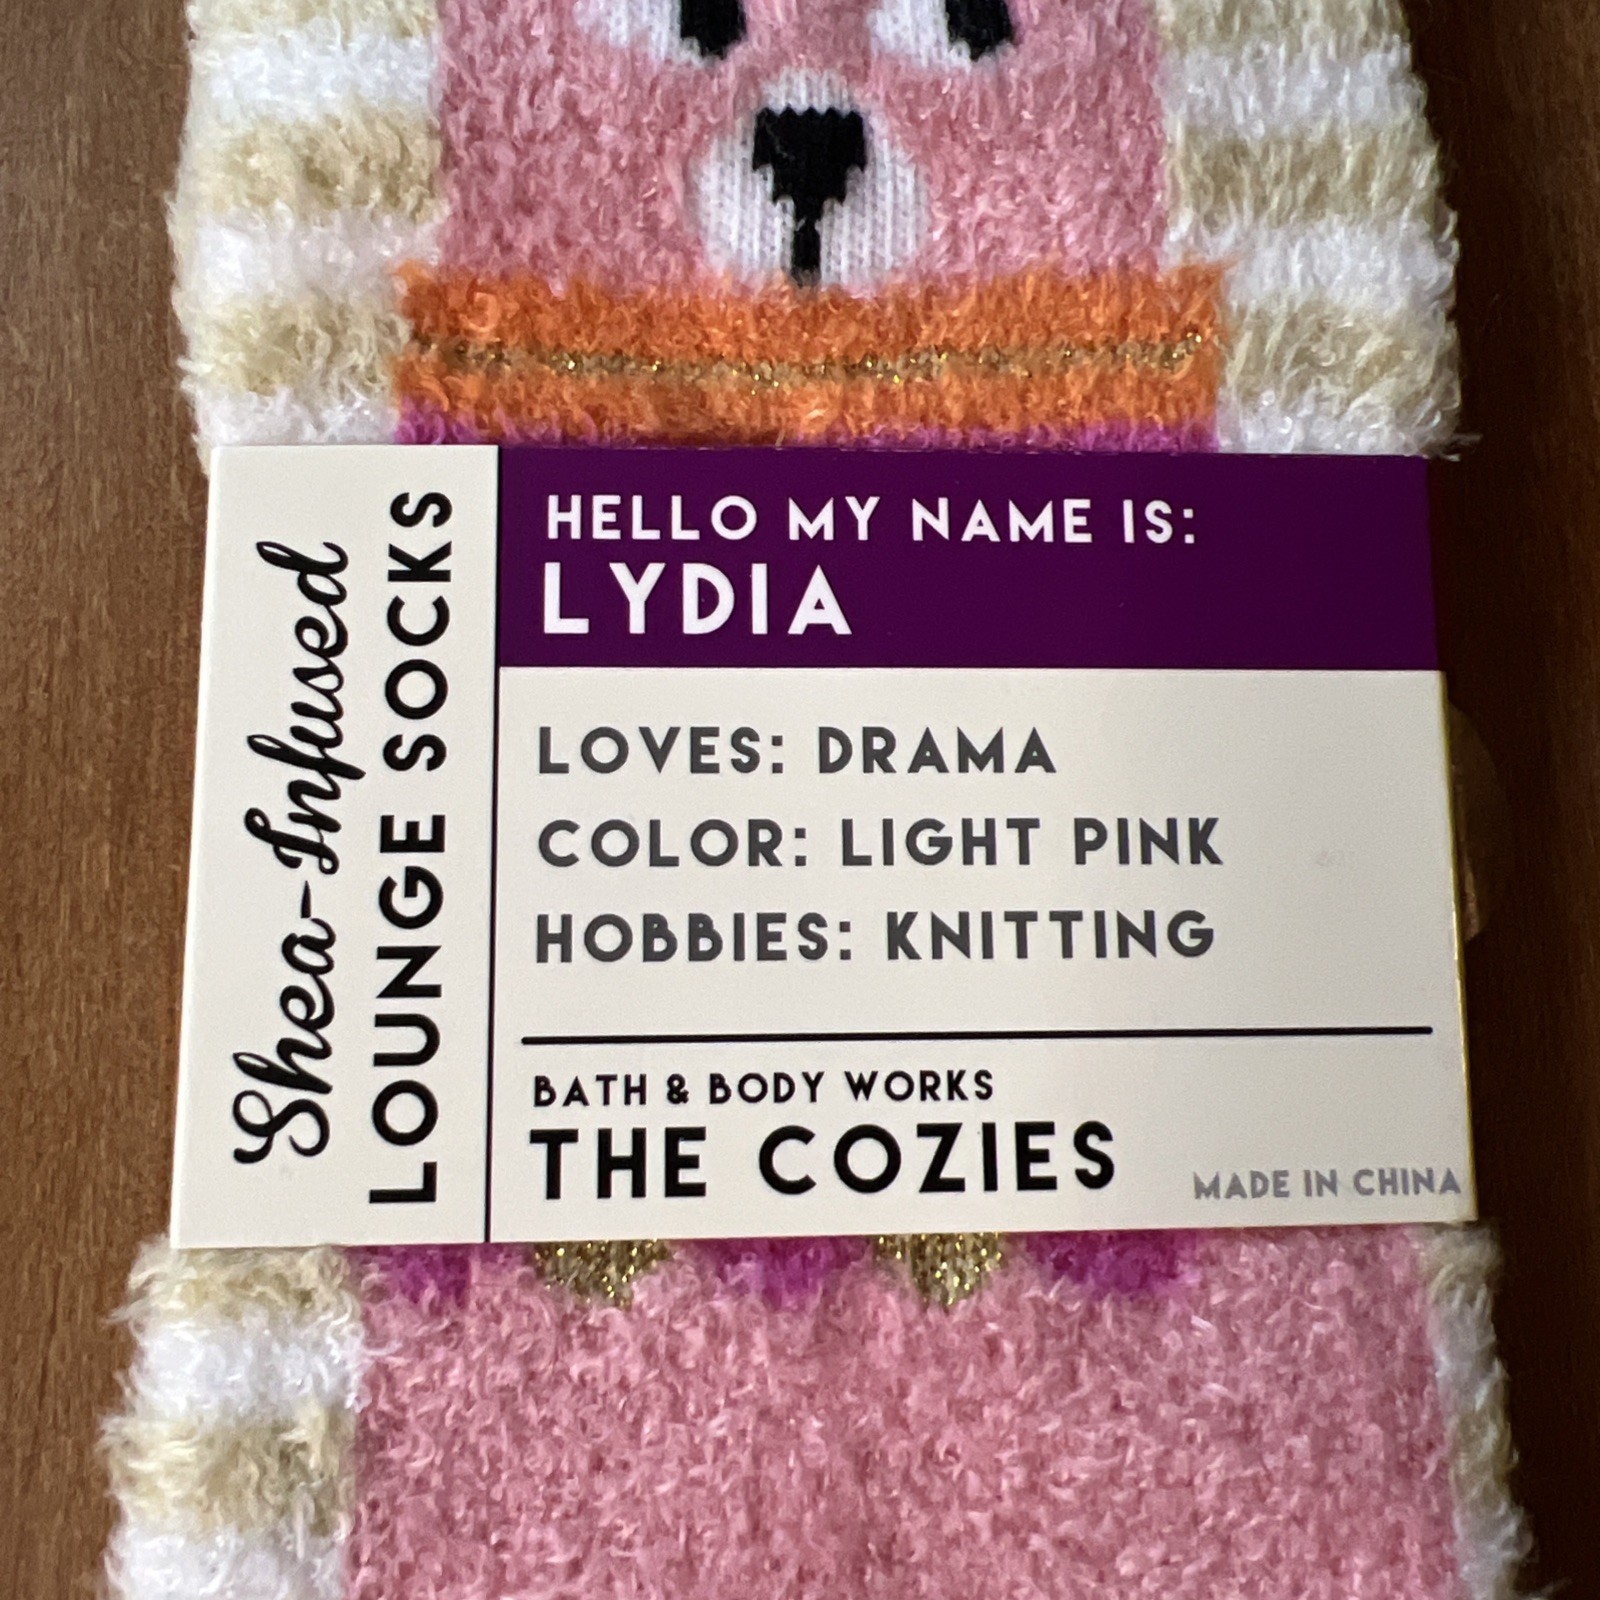 Shea-Infused
LOUNGE SOCKS
HELLO MY NAME IS:
LYDIA
LOVES: DRAMA
COLOR: LIGHT PINK
HOBBIES: KNITTING
BATH & BODY WORKS
THE COZIES
MADE IN CHINA